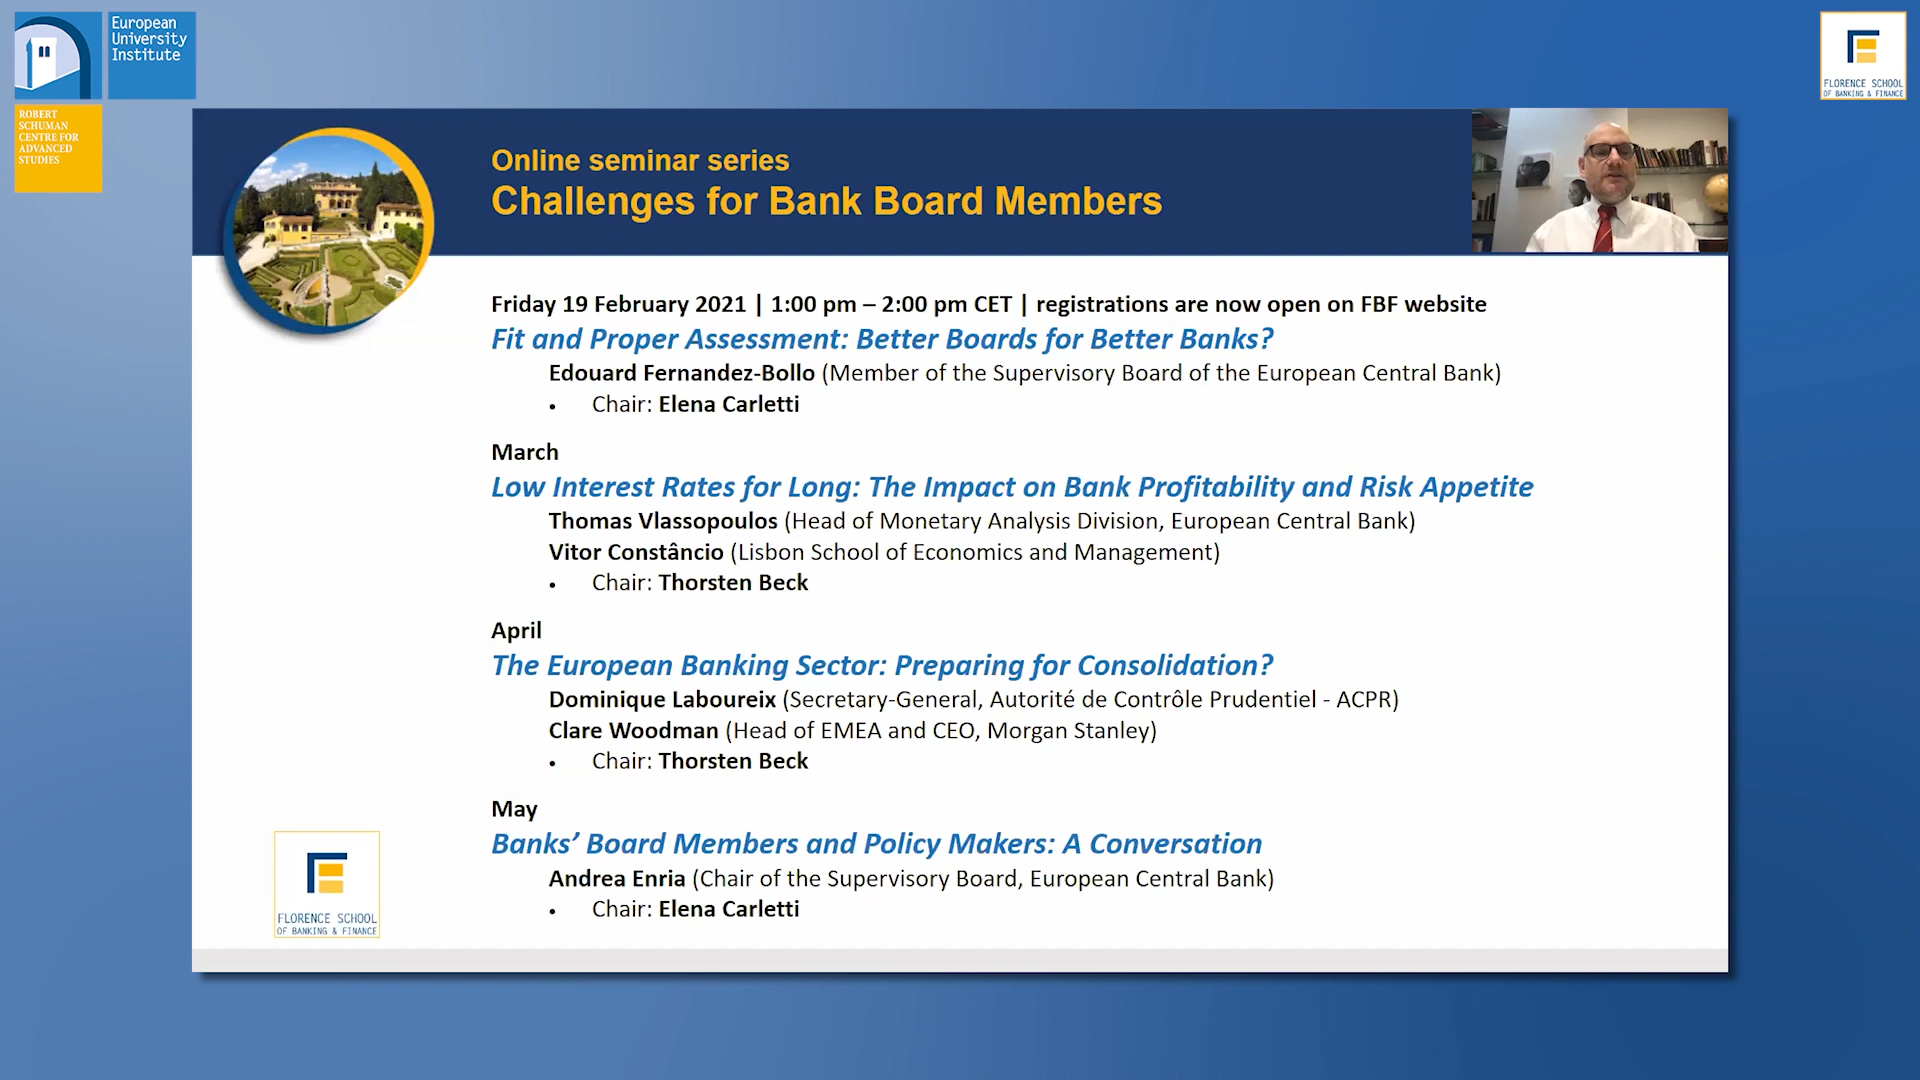 European
University
Institute
ROBERT
SCHUMAN
CENTRE FOR
ADVANCED
STUDIES
FLORENCE SCHOOL
OF BANKING & FINANCE
Online seminar series
Challenges for Bank Board Members
Friday 19 February 2021 | 1:00 pm – 2:00 pm CET | registrations are now open on FBF website
Fit and Proper Assessment: Better Boards for Better Banks?
Edouard Fernandez-Bollo (Member of the Supervisory Board of the European Central Bank)
• Chair: Elena Carletti
March
Low Interest Rates for Long: The Impact on Bank Profitability and Risk Appetite
Thomas Vlassopoulos (Head of Monetary Analysis Division, European Central Bank)
Vitor Constâncio (Lisbon School of Economics and Management)
• Chair: Thorsten Beck
April
The European Banking Sector: Preparing for Consolidation?
Dominique Laboureix (Secretary-General, Autorité de Contrôle Prudentiel - ACPR)
Clare Woodman (Head of EMEA and CEO, Morgan Stanley)
• Chair: Thorsten Beck
May
Banks’ Board Members and Policy Makers: A Conversation
Andrea Enria (Chair of the Supervisory Board, European Central Bank)
• Chair: Elena Carletti
FLORENCE SCHOOL
OF BANKING & FINANCE